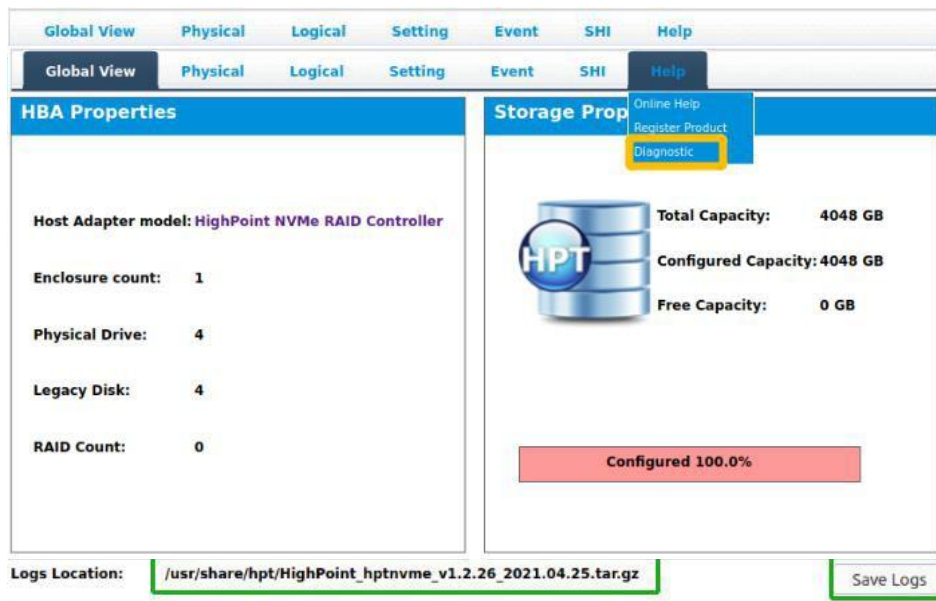 Global View Physical Logical Setting Event SHI Help
Global View Physical Logical Setting Event SHI Help
Online Help
Register Product
Diagnostic
HBA Properties
Host Adapter model: HighPoint NVMe RAID Controller
Enclosure count: 1
Physical Drive: 4
Legacy Disk: 4
RAID Count: 0
Storage Prop
HPT
Total Capacity: 4048 GB
Configured Capacity: 4048 GB
Free Capacity: 0 GB
Configured 100.0%
Logs Location: /usr/share/hpt/HighPoint_hptnvme_v1.2.26_2021.04.25.tar.gz Save Logs